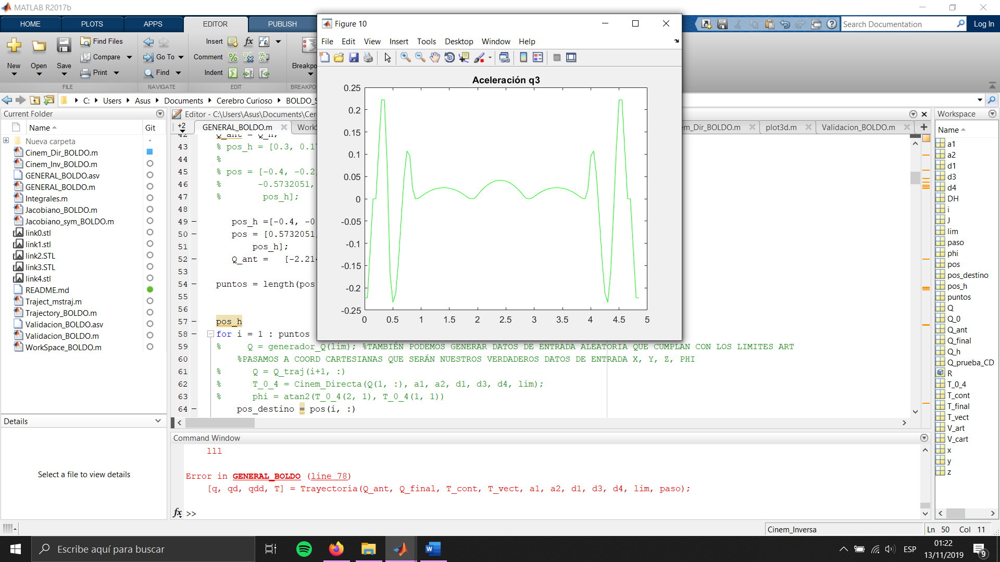 MATLAB R2017b
HOME PLOTS APPS EDITOR PUBLISH
Search Documentation
Log In
New Open Save
Find Files
Compare
Print
FILE
Go To
Find
NAVIGATE
Insert
Comment
Indent
EDIT
fx
BREAKPO
C: Users Asus Documents Cerebro Curioso
Current Folder
Name Git
Nueva carpeta
Cinem_Dir_BOLDO.m
Cinem_Inv_BOLDO.m
GENERAL_BOLDO.asv
GENERAL_BOLDO.m
Integrales.m
Jacobiano_BOLDO.m
Jacobiano_sym_BOLDO.m
link0.stl
link1.stl
link2.STL
link3.STL
link4.stl
README.md
Traject_mstraj.m
Trajectory_BOLDO.m
Validacion_BOLDO.asv
Validacion_BOLDO.m
WorkSpace_BOLDO.m
Details
Select a file to view details
Editor - C:\Users\Asus\Documents\Cer
+2
GENERAL_BOLDO.m
em_Dir_BOLDO.m
plot3d.m
Validacion_BOLDO.m
42 Q_ant = Q_h;
43 % pos_h = [0.3, 0.1
44 %
45 % pos = [-0.4, -0.2
46 % -0.5732051,
47 % pos_h];
48
49 pos_h =[-0.4, -0
50 pos = [0.5732051,
51 pos_h];
52 Q_ant = [-2.214
53
54 puntos = length(pos
55
56
57 pos_h
58 for i = 1 : puntos
59 % Q = generador_Q(lim); %TAMBIÉN PODEMOS GENERAR DATOS DE ENTRADA ALEATORIA QUE CUMPLAN CON LOS LIMITES ART
60 %PASAMOS A COORD CARTESIANAS QUE SERÁN NUESTROS VERDADEROS DATOS DE ENTRADA X, Y, Z, PHI
61 % Q = Q_traj(i+1, :)
62 % T_0_4 = Cinem_Directa(Q(1, :), a1, a2, d1, d3, d4, lim);
63 % phi = atan2(T_0_4(2, 1), T_0_4(1, 1))
64 pos_destino = pos(i, :)
Figure 10
File Edit View Insert Tools Desktop Window Help
Aceleración q3
0.25
0.2
0.15
0.1
0.05
0
-0.05
-0.1
-0.15
-0.2
-0.25
0 0.5 1 1.5 2 2.5 3 3.5 4 4.5 5
Command Window
lll
Error in GENERAL_BOLDO (line 78)
[q, qd, qdd, T] = Trayectoria(Q_ant, Q_final, T_cont, T_vect, a1, a2, d1, d3, d4, lim, paso);
fx >>
Workspace
Name
a1
a2
d1
d3
d4
DH
i
J
lim
paso
phi
pos
pos_destino
pos_h
puntos
Q
Q_0
Q_ant
Q_final
Q_h
Q_prueba_CD
R
T_0_4
T_cont
T_final
T_vect
V_art
V_cart
x
y
z
Cinem_Inversa
Ln 50 Col 11
Escribe aquí para buscar
ESP
01:22
13/11/2019
9